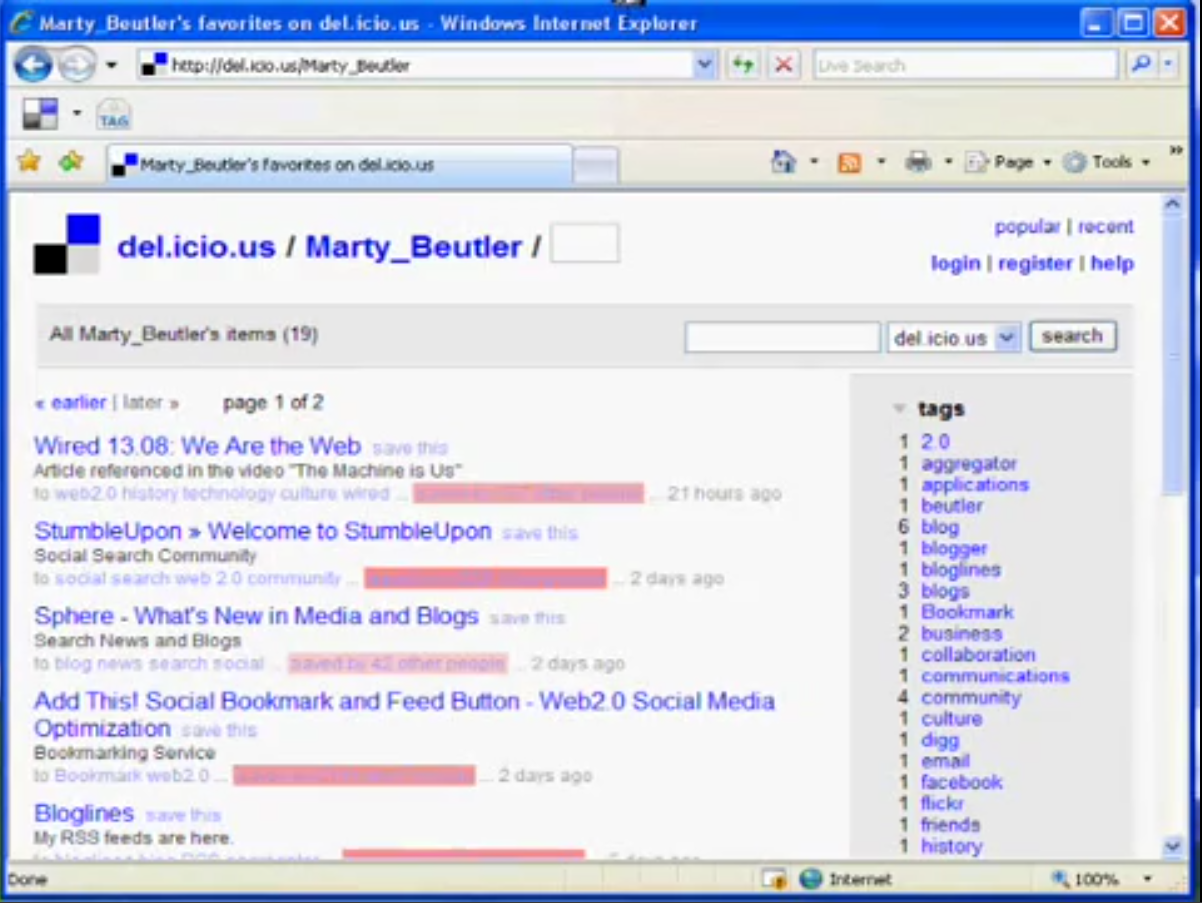 Marty_Beutler's favorites on del.icio.us - Windows Internet Explorer
http://del.icio.us/Marty_Beutler
Live Search
TAG
Marty_Beutler's favorites on del.icio.us
Page
Tools
»
del.icio.us / Marty_Beutler /
popular | recent
login | register | help
All Marty_Beutler's items (19)
del.icio.us
search
« earlier | later »
page 1 of 2
Wired 13.08: We Are the Web save this
Article referenced in the video "The Machine is Us"
to web2.0 history technology culture wired ... ... 21 hours ago
StumbleUpon » Welcome to StumbleUpon save this
Social Search Community
to social search web 2.0 community ... ... 2 days ago
Sphere - What's New in Media and Blogs save this
Search News and Blogs
to blog news search social ... saved by 42 other people ... 2 days ago
Add This! Social Bookmark and Feed Button - Web2.0 Social Media
Optimization save this
Bookmarking Service
to Bookmark web2.0 ... ... 2 days ago
Bloglines save this
My RSS feeds are here.
tags
1 2.0
1 aggregator
1 applications
1 beutler
6 blog
1 blogger
1 bloglines
3 blogs
1 Bookmark
2 business
1 collaboration
1 communications
4 community
1 culture
1 digg
1 email
1 facebook
1 flickr
1 friends
1 history
Done
Internet
100%